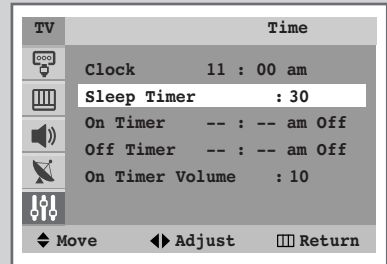 TV Time
Clock 11 : 00 am
Sleep Timer : 30
On Timer -- : -- am Off
Off Timer -- : -- am Off
On Timer Volume : 10
Move Adjust Return